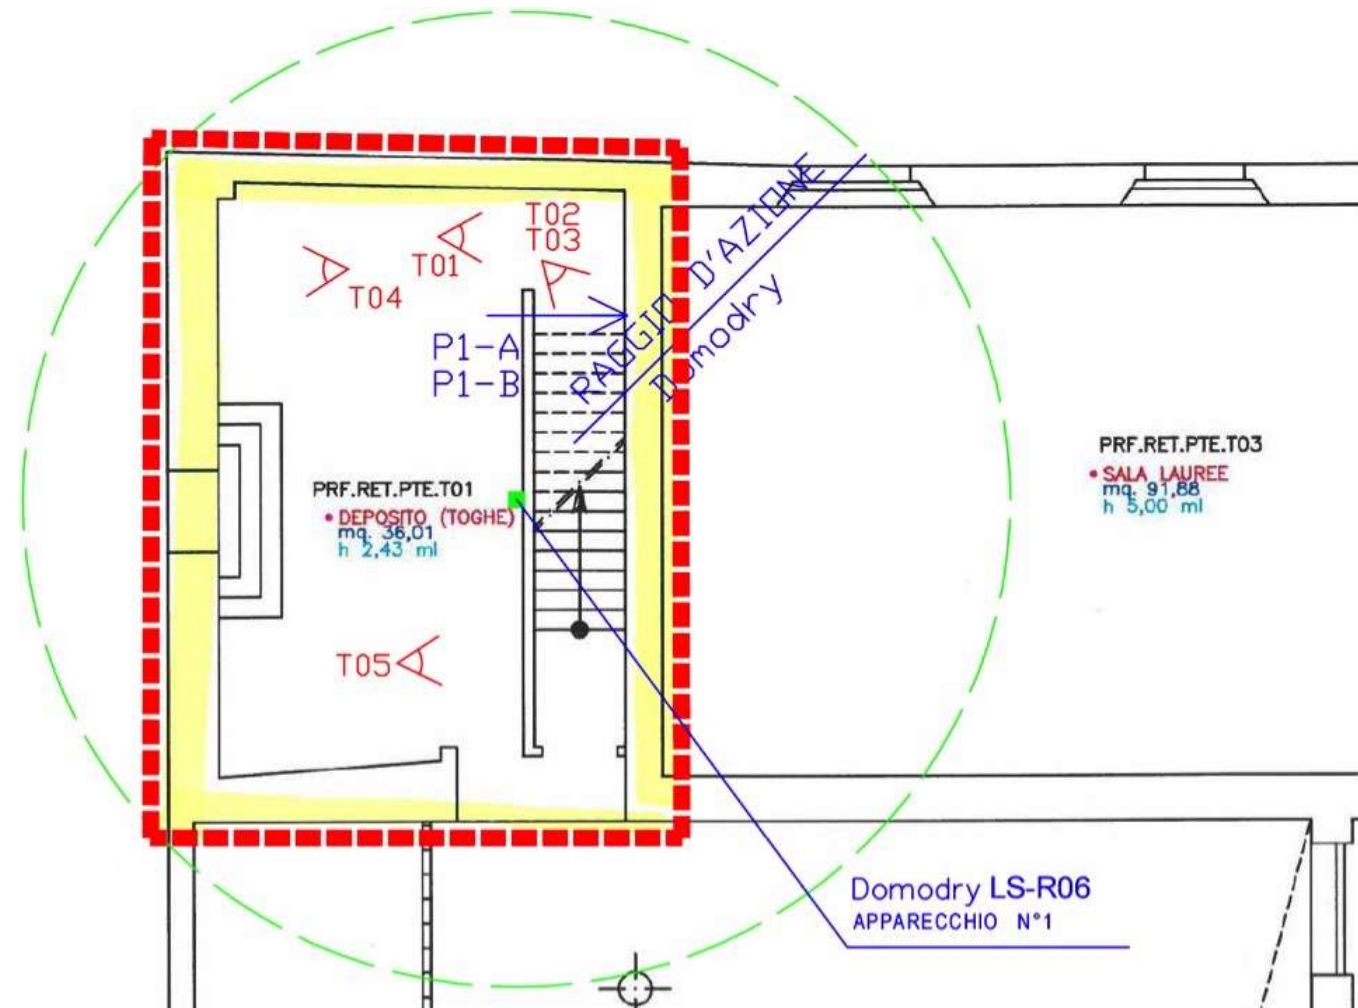 T02
T03
T01
T04
RAGGIO D'AZIONE
Domodry
P1-A
P1-B
PRF.RET.PTE.T01
• DEPOSITO (TOGHE)
mq. 36,01
h 2,43 ml
PRF.RET.PTE.T03
• SALA LAUREE
mq. 91,88
h 5,00 ml
T05
Domodry LS-R06
APPARECCHIO N°1